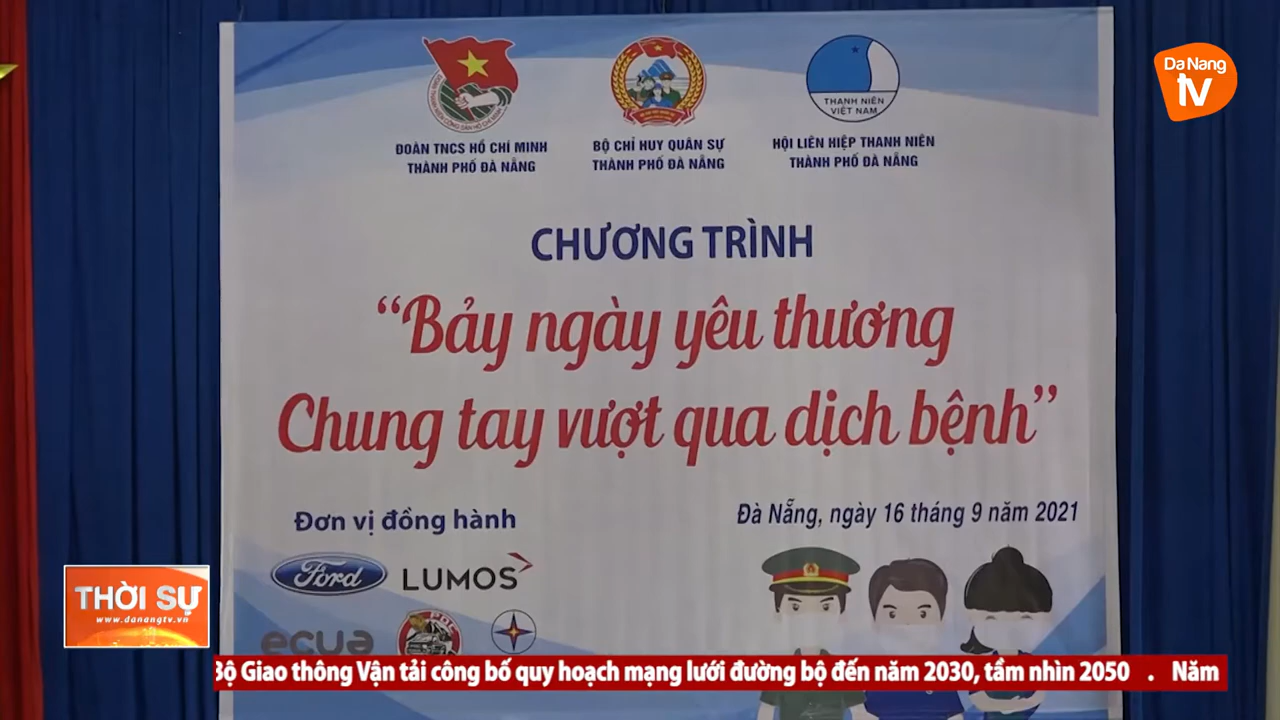 Da Nang
tv
ĐOÀN TNCS HỒ CHÍ MINH
THÀNH PHỐ ĐÀ NẴNG
BỘ CHỈ HUY QUÂN SỰ
THÀNH PHỐ ĐÀ NẴNG
THANH NIÊN
VIỆT NAM
HỘI LIÊN HIỆP THANH NIÊN
THÀNH PHỐ ĐÀ NẴNG
CHƯƠNG TRÌNH
“Bảy ngày yêu thương
Chung tay vượt qua dịch bệnh”
Đơn vị đồng hành
Đà Nẵng, ngày 16 tháng 9 năm 2021
Ford
LUMOS
ecua
PDC
THỜI SỰ
www.danangtv.vn
Bộ Giao thông Vận tải công bố quy hoạch mạng lưới đường bộ đến năm 2030, tầm nhìn 2050 . Năm